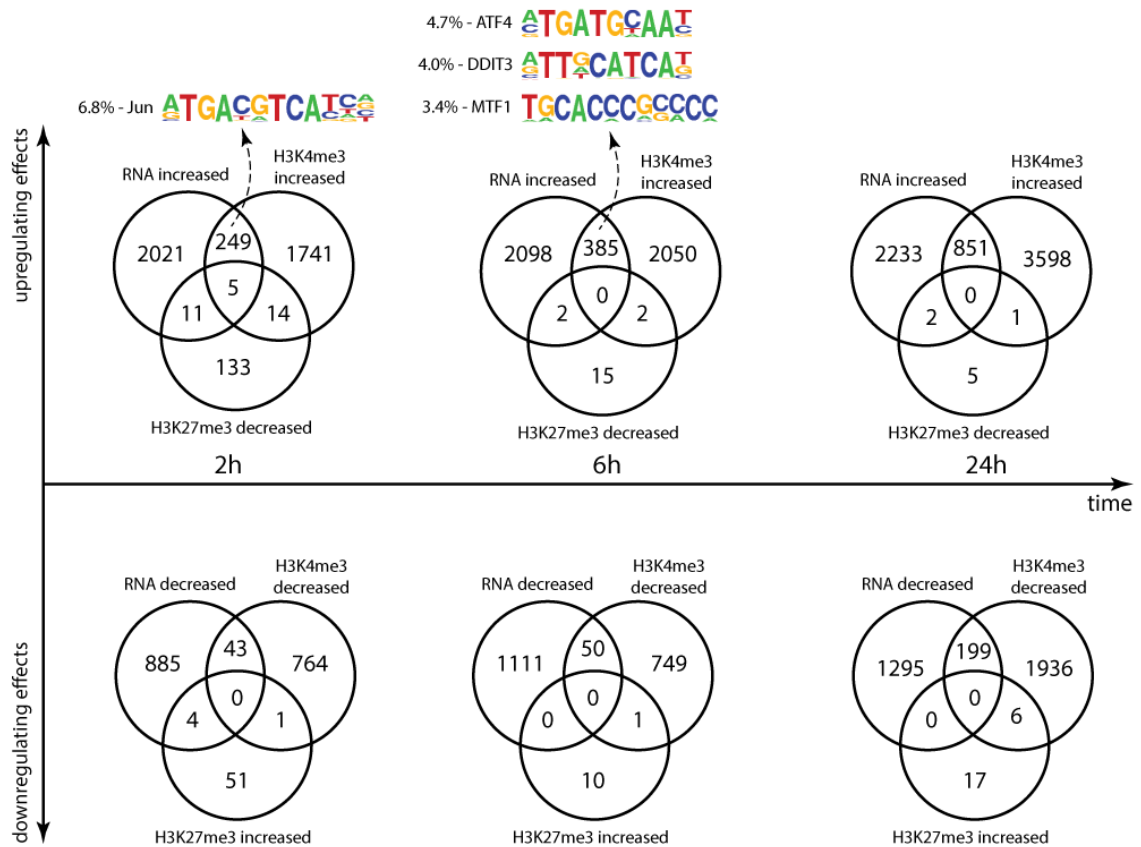 4.7% - ATF4
ATGATGCAAT
4.0% - DDIT3
ATTGCATCAT
6.8% - Jun
ATGACGTCATCA
3.4% - MTF1
TGCACCCGCCCC
upregulating effects
RNA increased
H3K4me3
increased
2021
249
1741
5
11
14
133
H3K27me3 decreased
2h
RNA increased
H3K4me3
increased
2098
385
2050
0
2
2
15
H3K27me3 decreased
6h
RNA increased
H3K4me3
increased
2233
851
3598
0
2
1
5
H3K27me3 decreased
24h
time
downregulating effects
RNA decreased
H3K4me3
decreased
885
43
764
0
4
1
51
H3K27me3 increased
RNA decreased
H3K4me3
decreased
1111
50
749
0
0
1
10
H3K27me3 increased
RNA decreased
H3K4me3
decreased
1295
199
1936
0
0
6
17
H3K27me3 increased